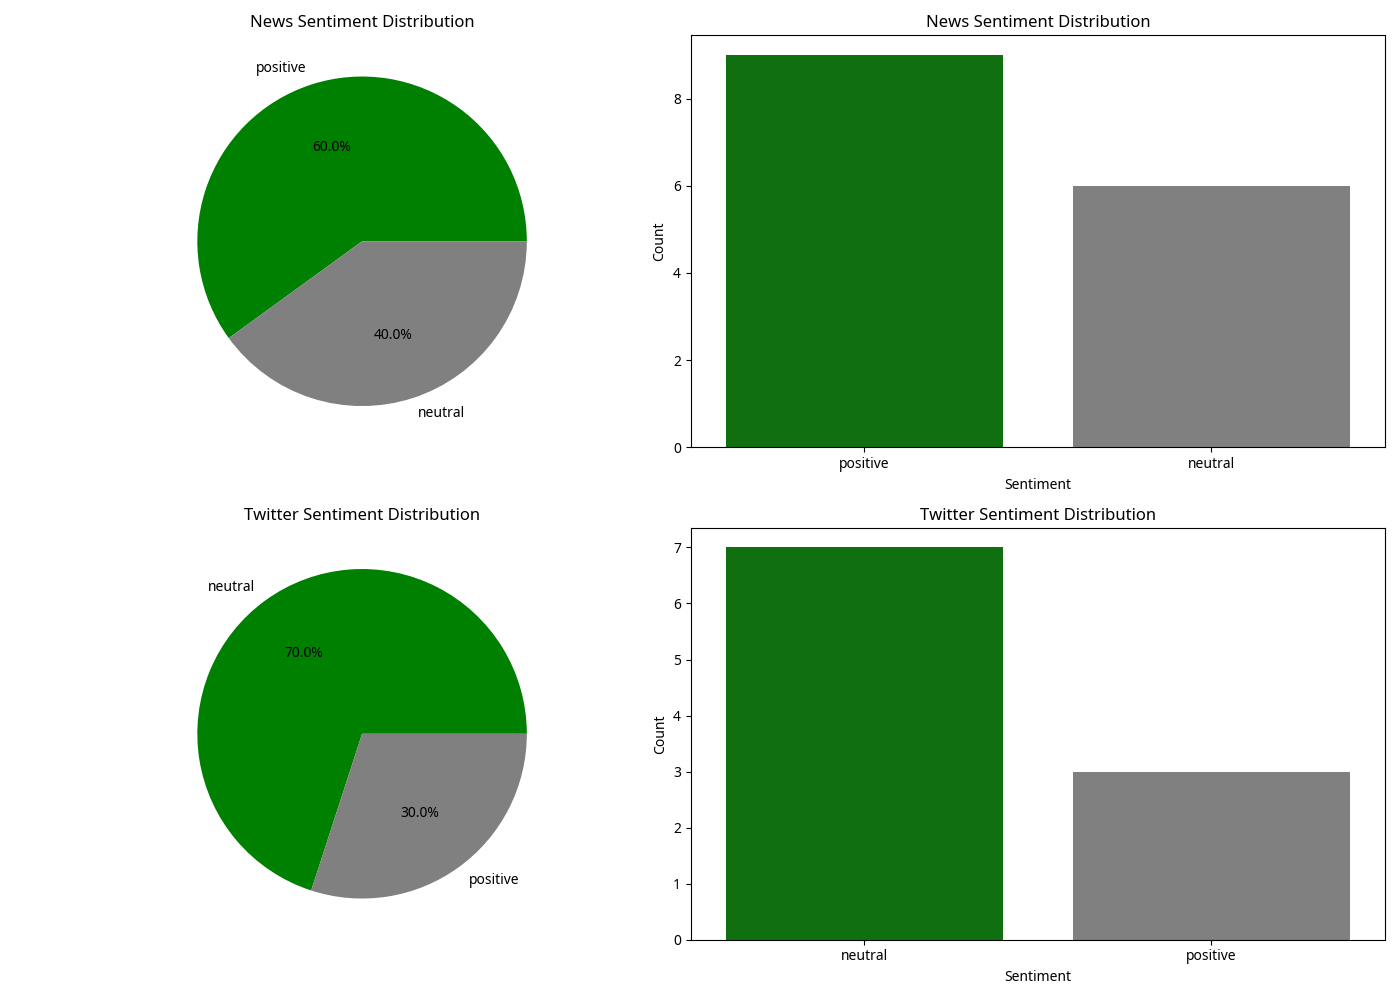 News Sentiment Distribution
positive
60.0%
40.0%
neutral
News Sentiment Distribution
Count
8
6
4
2
0
positive neutral
Sentiment
Twitter Sentiment Distribution
neutral
70.0%
30.0%
positive
Twitter Sentiment Distribution
Count
7
6
5
4
3
2
1
0
neutral positive
Sentiment